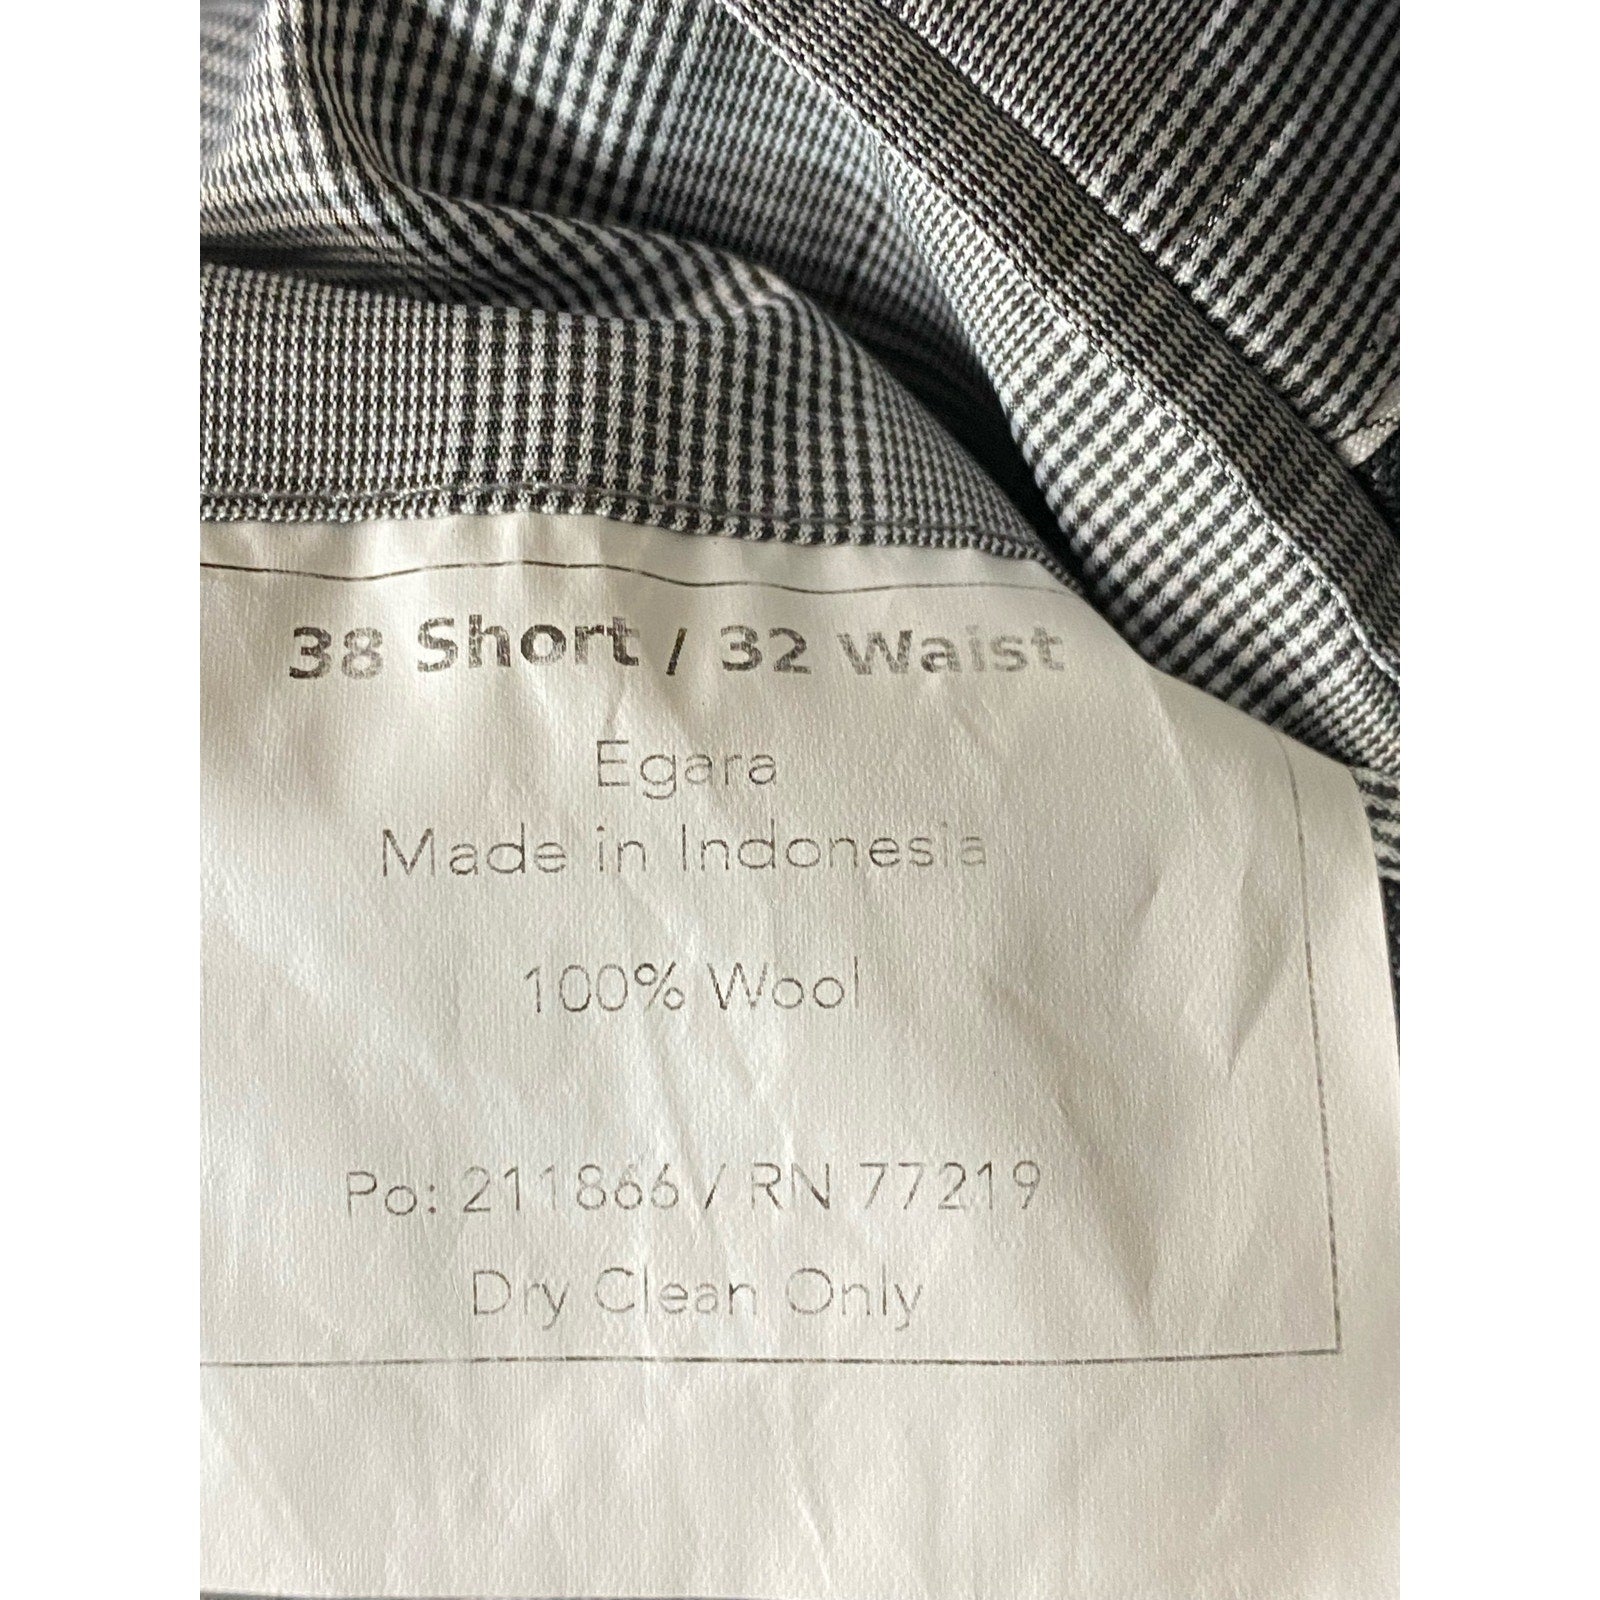 38 Short / 32 Waist
Egara
Made in Indonesia
100% Wool
Po: 211866 / RN 77219
Dry Clean Only